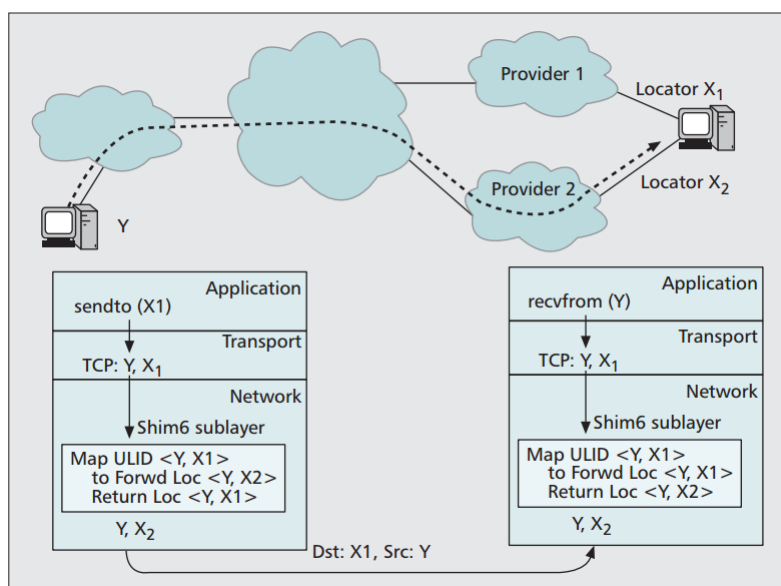 Provider 1
Locator X1
Provider 2
Locator X2
Y
Application
sendto (X1)
Transport
TCP: Y, X1
Network
Shim6 sublayer
Map ULID <Y, X1>
to Forwd Loc <Y, X2>
Return Loc <Y, X1>
Y, X2
Application
recvfrom (Y)
Transport
TCP: Y, X1
Network
Shim6 sublayer
Map ULID <Y, X1>
to Forwd Loc <Y, X1>
Return Loc <Y, X2>
Y, X2
Dst: X1, Src: Y